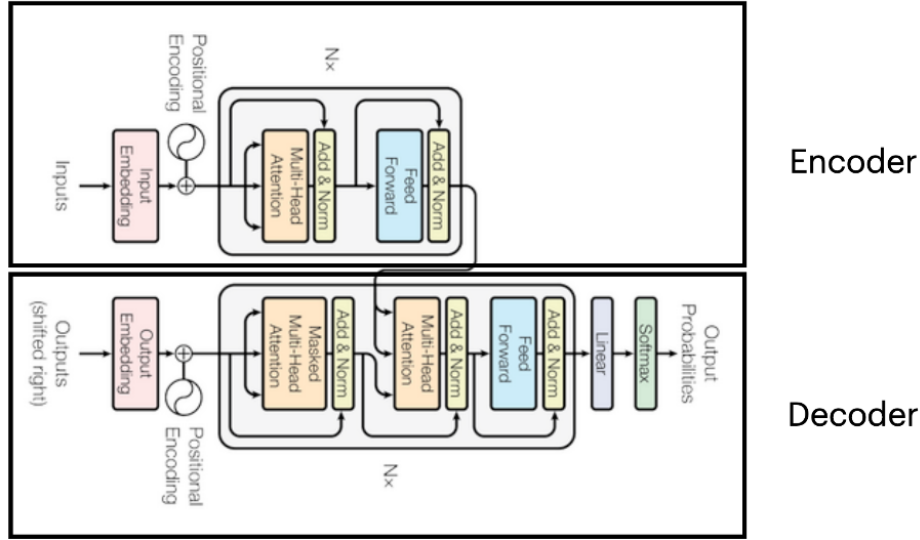 Encoder
Inputs
Input
Embedding
Positional
Encoding
Nx
Multi-Head
Attention
Add & Norm
Feed
Forward
Add & Norm
Decoder
Outputs
(shifted right)
Output
Embedding
Positional
Encoding
Masked
Multi-Head
Attention
Add & Norm
Multi-Head
Attention
Add & Norm
Feed
Forward
Add & Norm
Nx
Linear
Softmax
Output
Probabilities